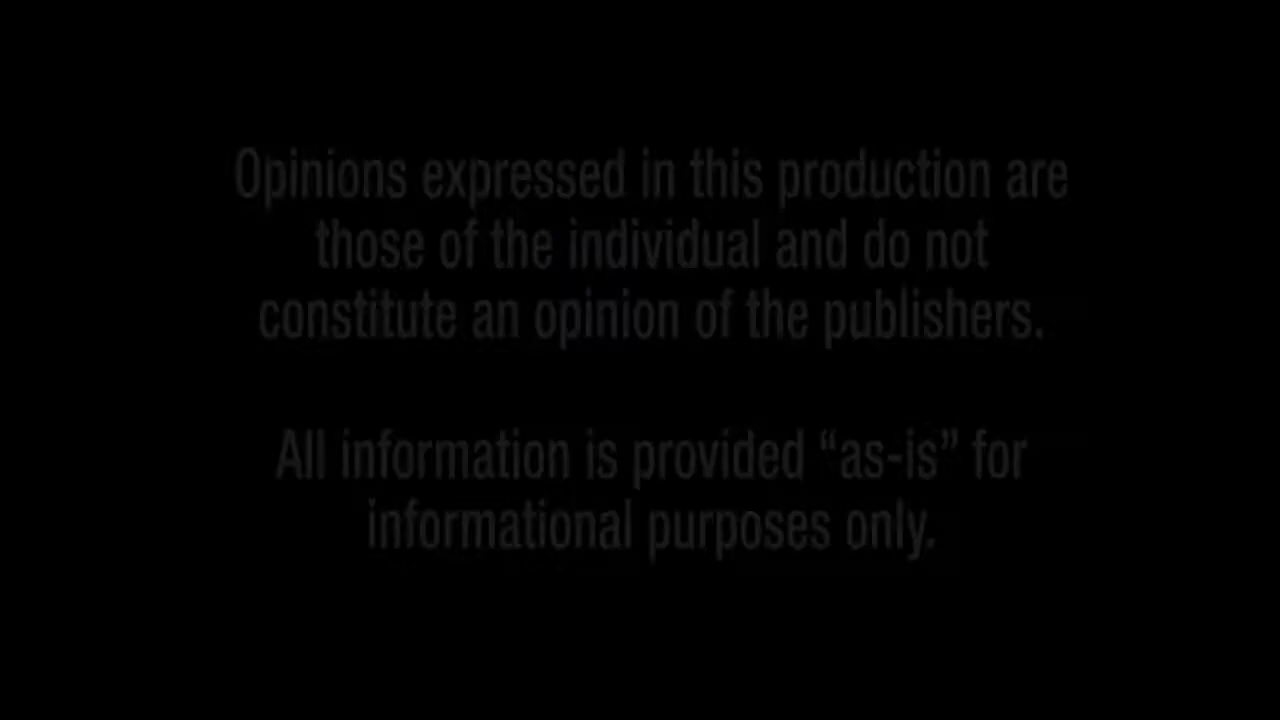 Opinions expressed in this production are
those of the individual and do not
constitute an opinion of the publishers.
All information is provided “as-is” for
informational purposes only.